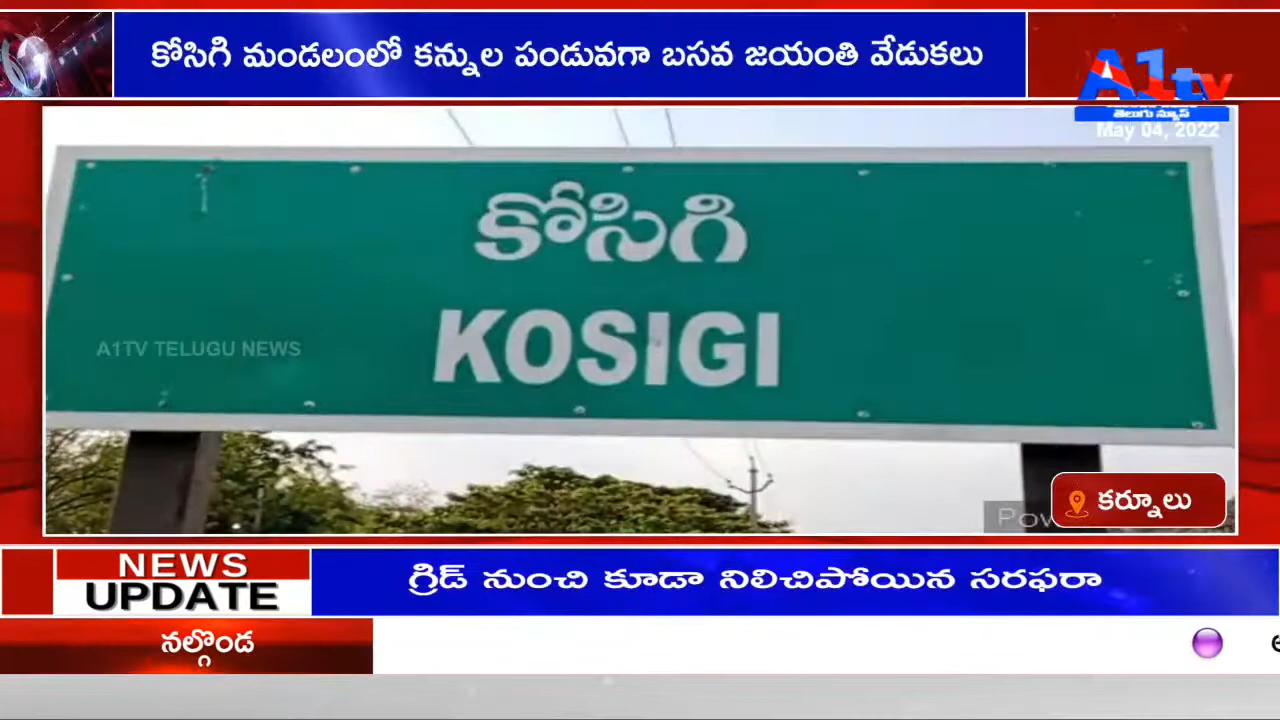 కోసిగి మండలంలో కన్నుల పండువగా బసవ జయంతి వేడుకలు
A1tv
తెలుగు న్యూస్
May 04, 2022
కోసిగి
KOSIGI
A1TV TELUGU NEWS
కర్నూలు
NEWS
UPDATE
గ్రిడ్ నుంచి కూడా నిలిచిపోయిన సరఫరా
నల్గొండ